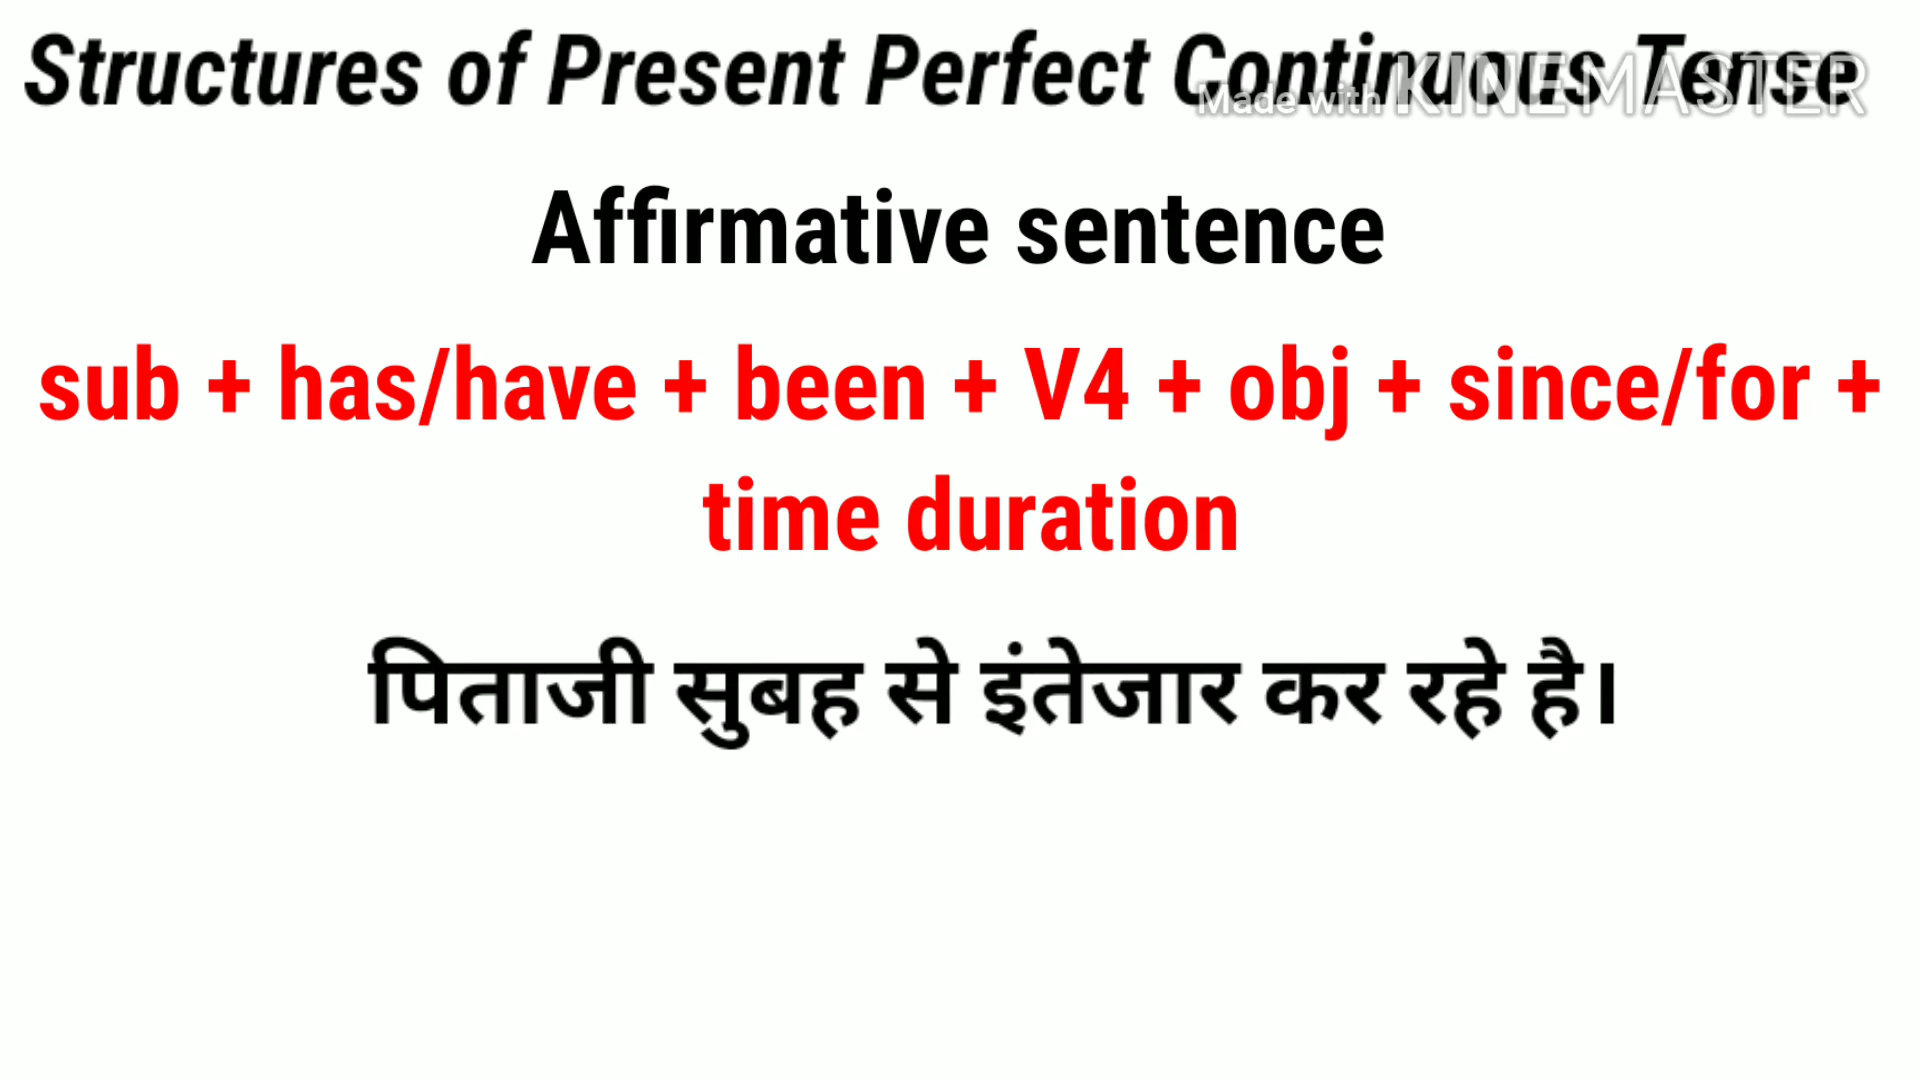 Structures of Present Perfect Continuous Tense
Made with KINEMASTER
Affirmative sentence
sub + has/have + been + V4 + obj + since/for +
time duration
पिताजी सुबह से इंतेजार कर रहे है।